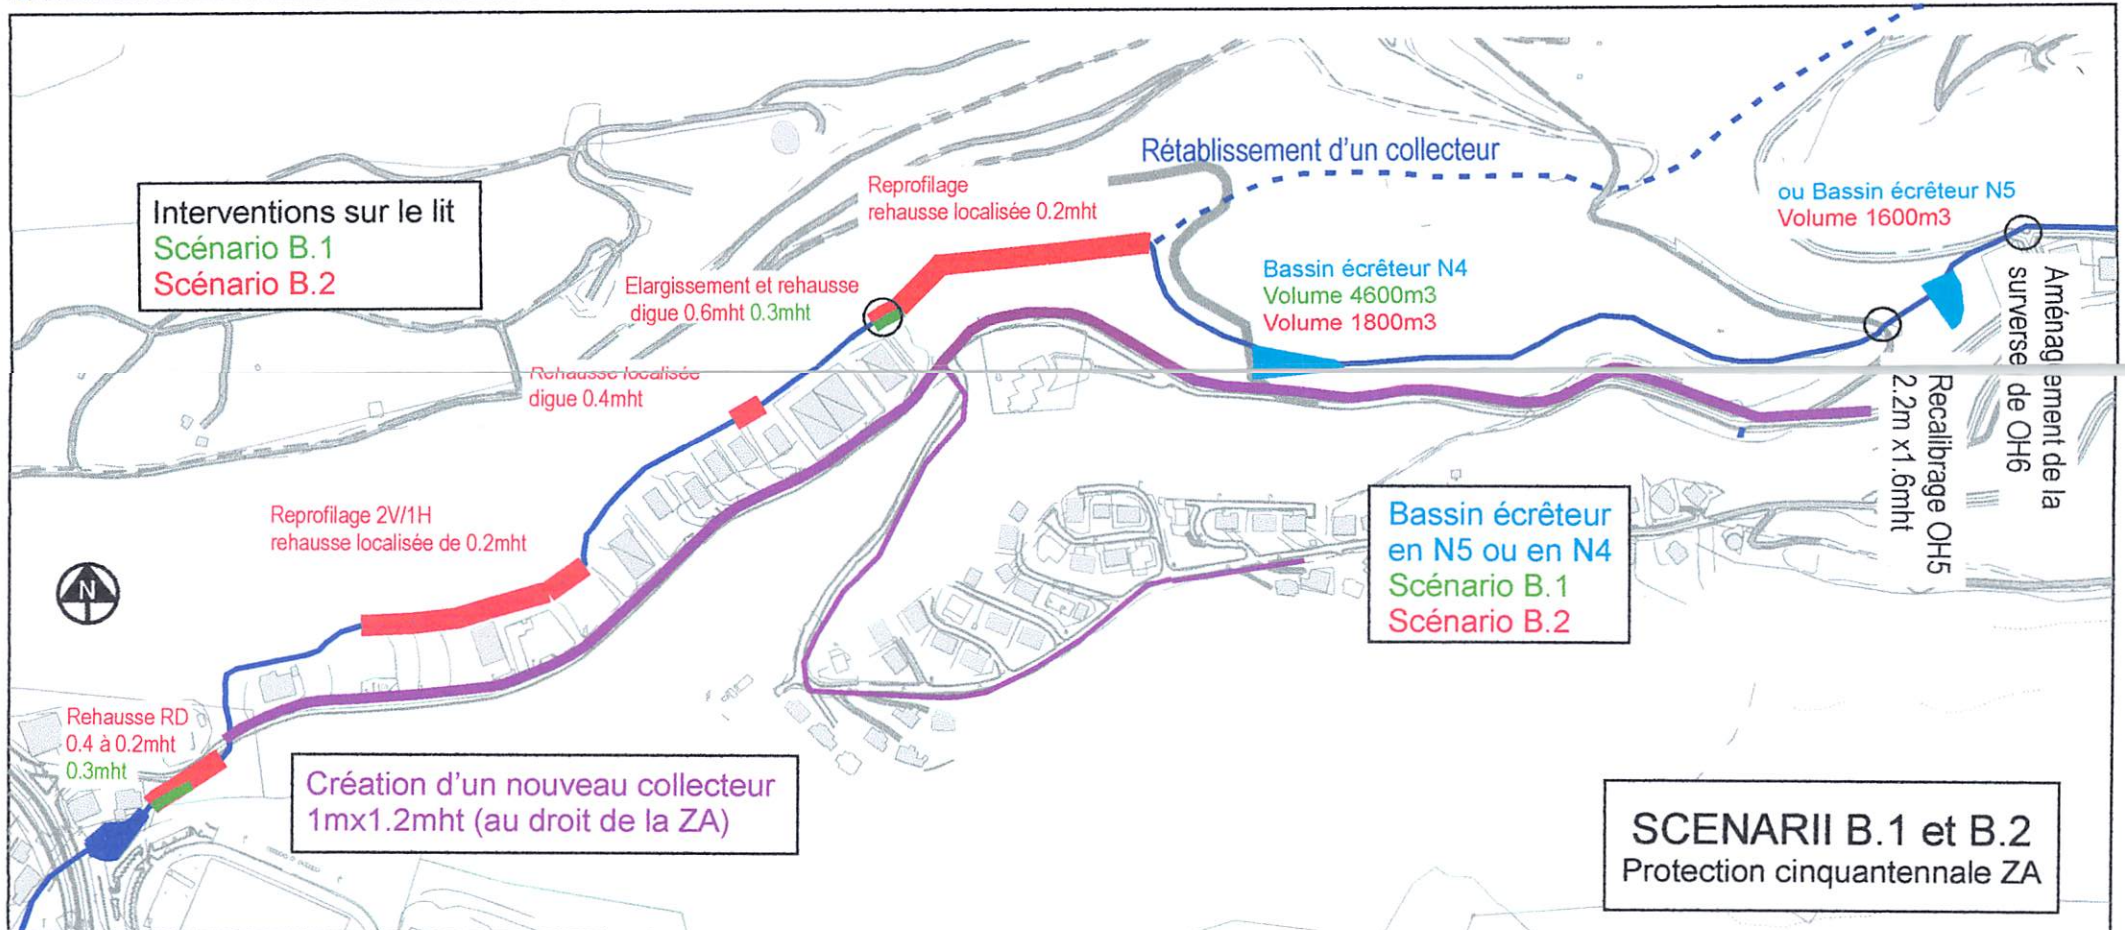 Rétablissement d'un collecteur
Reprofilage
rehausse localisée 0.2mht
ou Bassin écrêteur N5
Volume 1600m3
Interventions sur le lit
Scénario B.1
Scénario B.2
Elargissement et rehausse
digue 0.6mht 0.3mht
Bassin écrêteur N4
Volume 4600m3
Volume 1800m3
Aménagement de la
surverse de OH6
Rehausse localisée
digue 0.4mht
Recalibrage OH5
2.2m x1.6mht
Reprofilage 2V/1H
rehausse localisée de 0.2mht
Bassin écrêteur
en N5 ou en N4
Scénario B.1
Scénario B.2
N
Rehausse RD
0.4 à 0.2mht
0.3mht
Création d'un nouveau collecteur
1mx1.2mht (au droit de la ZA)
SCENARII B.1 et B.2
Protection cinquantennale ZA